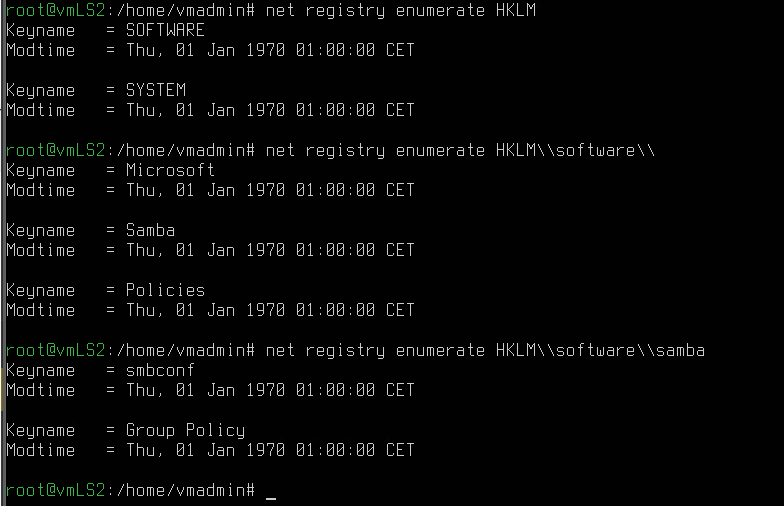 root@vmLS2:/home/vmadmin# net registry enumerate HKLM
Keyname   = SOFTWARE
Modtime   = Thu, 01 Jan 1970 01:00:00 CET

Keyname   = SYSTEM
Modtime   = Thu, 01 Jan 1970 01:00:00 CET

root@vmLS2:/home/vmadmin# net registry enumerate HKLM\\software\\
Keyname   = Microsoft
Modtime   = Thu, 01 Jan 1970 01:00:00 CET

Keyname   = Samba
Modtime   = Thu, 01 Jan 1970 01:00:00 CET

Keyname   = Policies
Modtime   = Thu, 01 Jan 1970 01:00:00 CET

root@vmLS2:/home/vmadmin# net registry enumerate HKLM\\software\\samba
Keyname   = smbconf
Modtime   = Thu, 01 Jan 1970 01:00:00 CET

Keyname   = Group Policy
Modtime   = Thu, 01 Jan 1970 01:00:00 CET

root@vmLS2:/home/vmadmin# _